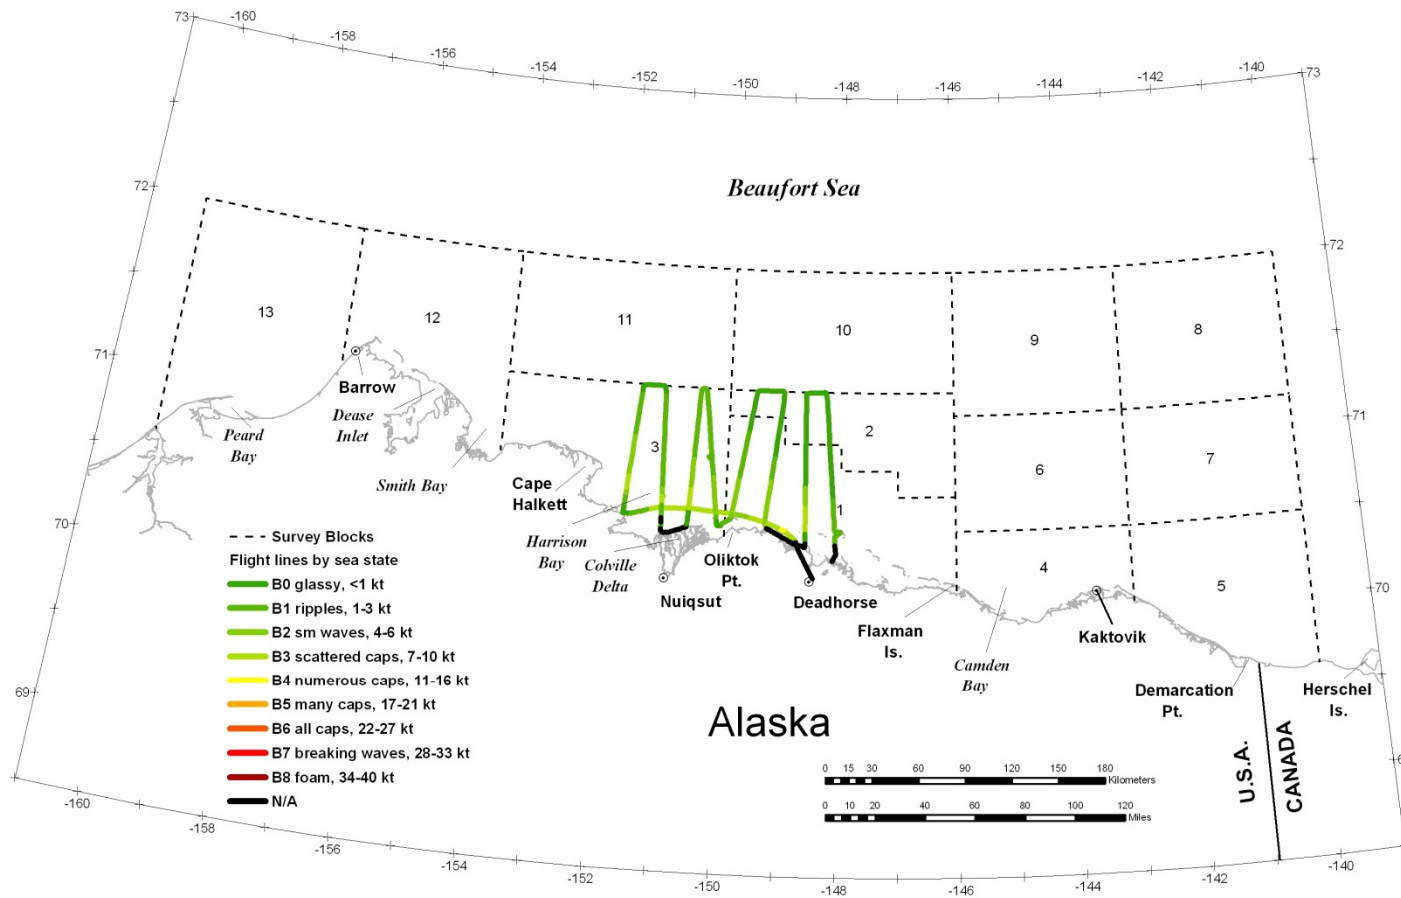 73
-160
-158
-156
-154
-152
-150
-148
-146
-144
-142
-140
73
72
Beaufort Sea
72
13
12
11
10
9
8
71
Barrow
Dease
Inlet
Peard
Bay
Smith Bay
3
2
71
6
7
Cape
Halkett
1
70
Harrison
Bay
Colville
Delta
Oliktok
Pt.
Nuiqsut
Deadhorse
4
5
70
Flaxman
Is.
Kaktovik
Camden
Bay
Demarcation
Pt.
Herschel
Is.
Survey Blocks
Flight lines by sea state
B0 glassy, <1 kt
B1 ripples, 1-3 kt
B2 sm waves, 4-6 kt
B3 scattered caps, 7-10 kt
B4 numerous caps, 11-16 kt
B5 many caps, 17-21 kt
B6 all caps, 22-27 kt
B7 breaking waves, 28-33 kt
B8 foam, 34-40 kt
N/A
69
Alaska
U.S.A.
CANADA
0 15 30 60 90 120 150 180
Kilometers
0 10 20 40 60 80 100 120
Miles
-160
-158
-156
-154
-152
-150
-148
-146
-144
-142
-140